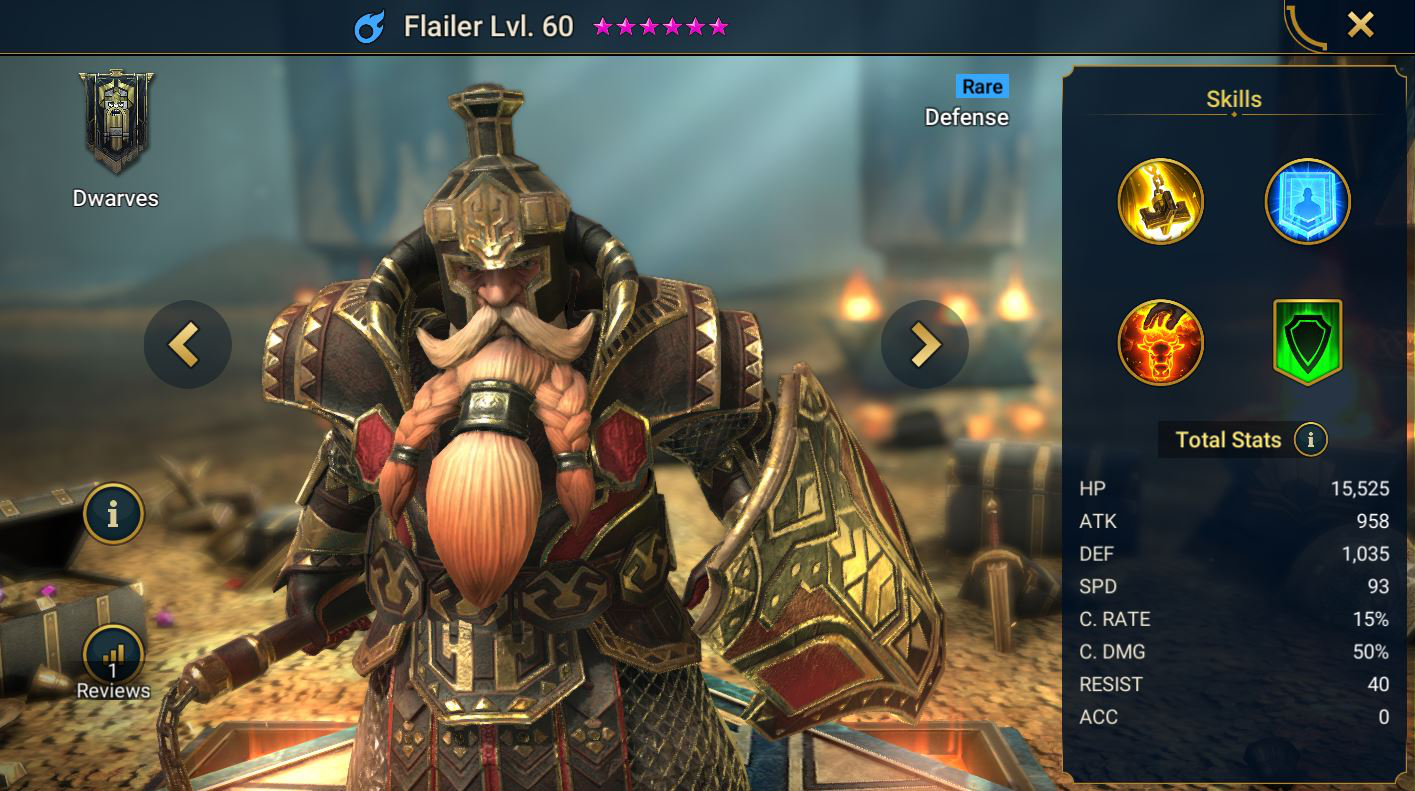 Flailer Lvl. 60
Dwarves
Rare
Defense
1
Reviews
Skills
Total Stats
HP 15,525
ATK 958
DEF 1,035
SPD 93
C. RATE 15%
C. DMG 50%
RESIST 40
ACC 0